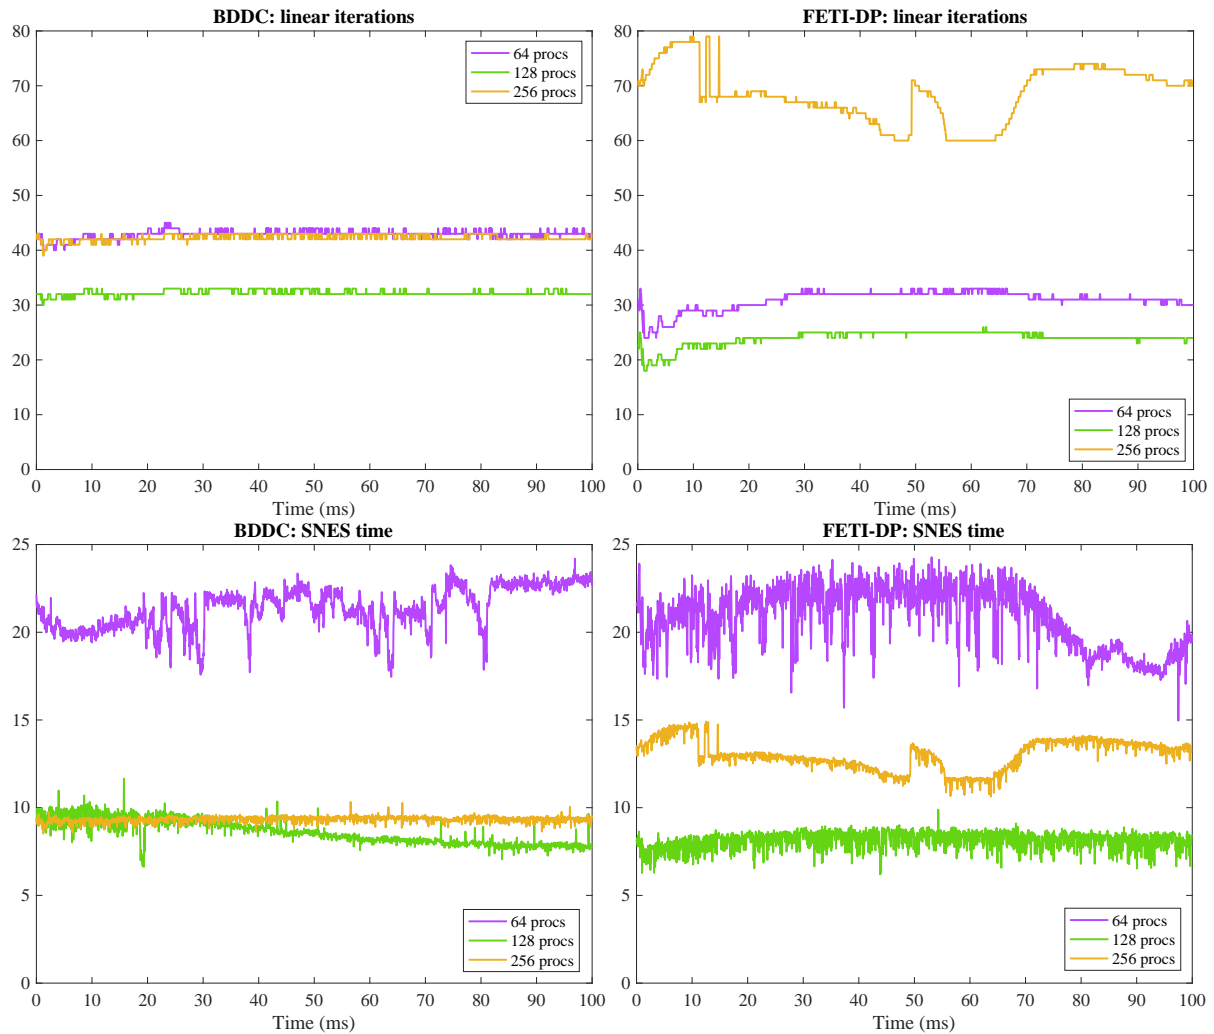 BDDC: linear iterations
80
70
60
50
40
30
20
10
0
64 procs
128 procs
256 procs
0 10 20 30 40 50 60 70 80 90 100
Time (ms)
FETI-DP: linear iterations
80
70
60
50
40
30
20
10
0
64 procs
128 procs
256 procs
0 10 20 30 40 50 60 70 80 90 100
Time (ms)
BDDC: SNES time
25
20
15
10
5
0
64 procs
128 procs
256 procs
0 10 20 30 40 50 60 70 80 90 100
Time (ms)
FETI-DP: SNES time
25
20
15
10
5
0
64 procs
128 procs
256 procs
0 10 20 30 40 50 60 70 80 90 100
Time (ms)